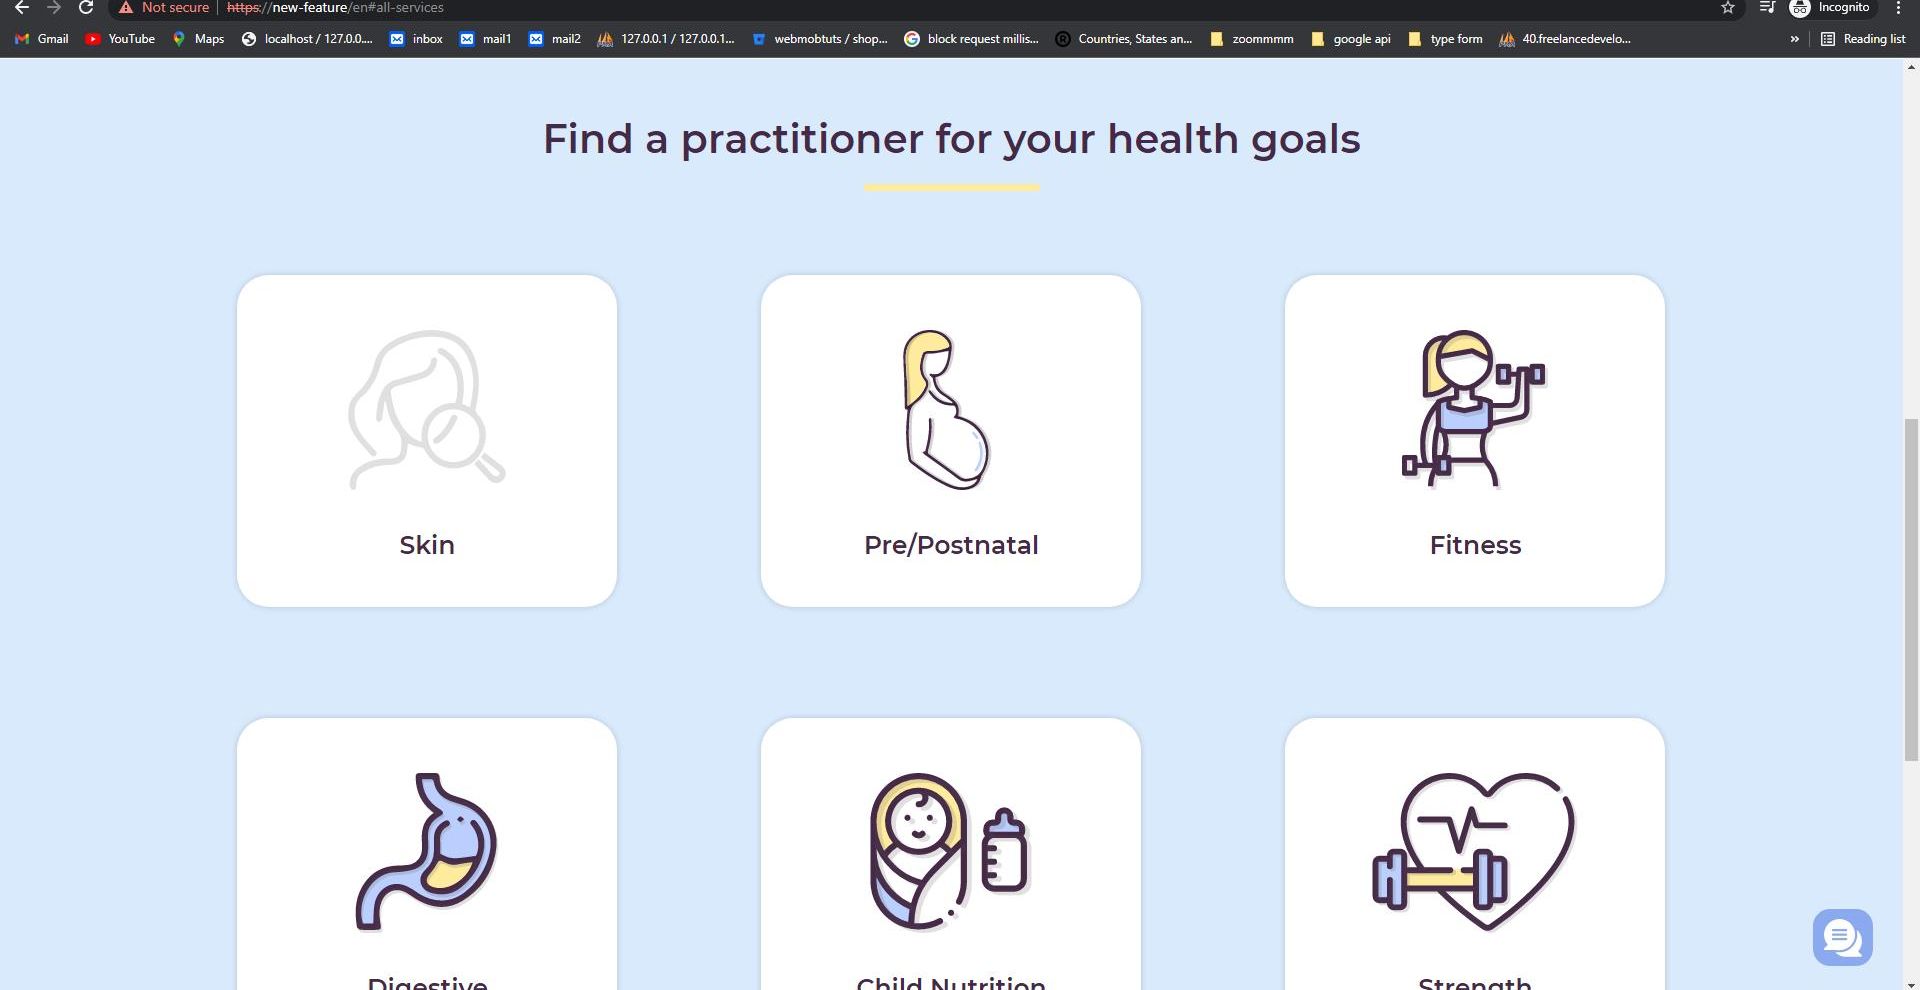 Not secure https://new-feature/en#all-services Incognito
Gmail YouTube Maps localhost / 127.0.0.... inbox mail1 mail2 127.0.0.1 / 127.0.0.1... webmobtuts / shop... block request millis... Countries, States an... zoommmm google api type form 40.freelancedevelo... » Reading list
Find a practitioner for your health goals
Skin Pre/Postnatal Fitness
Digestive Child Nutrition Strength